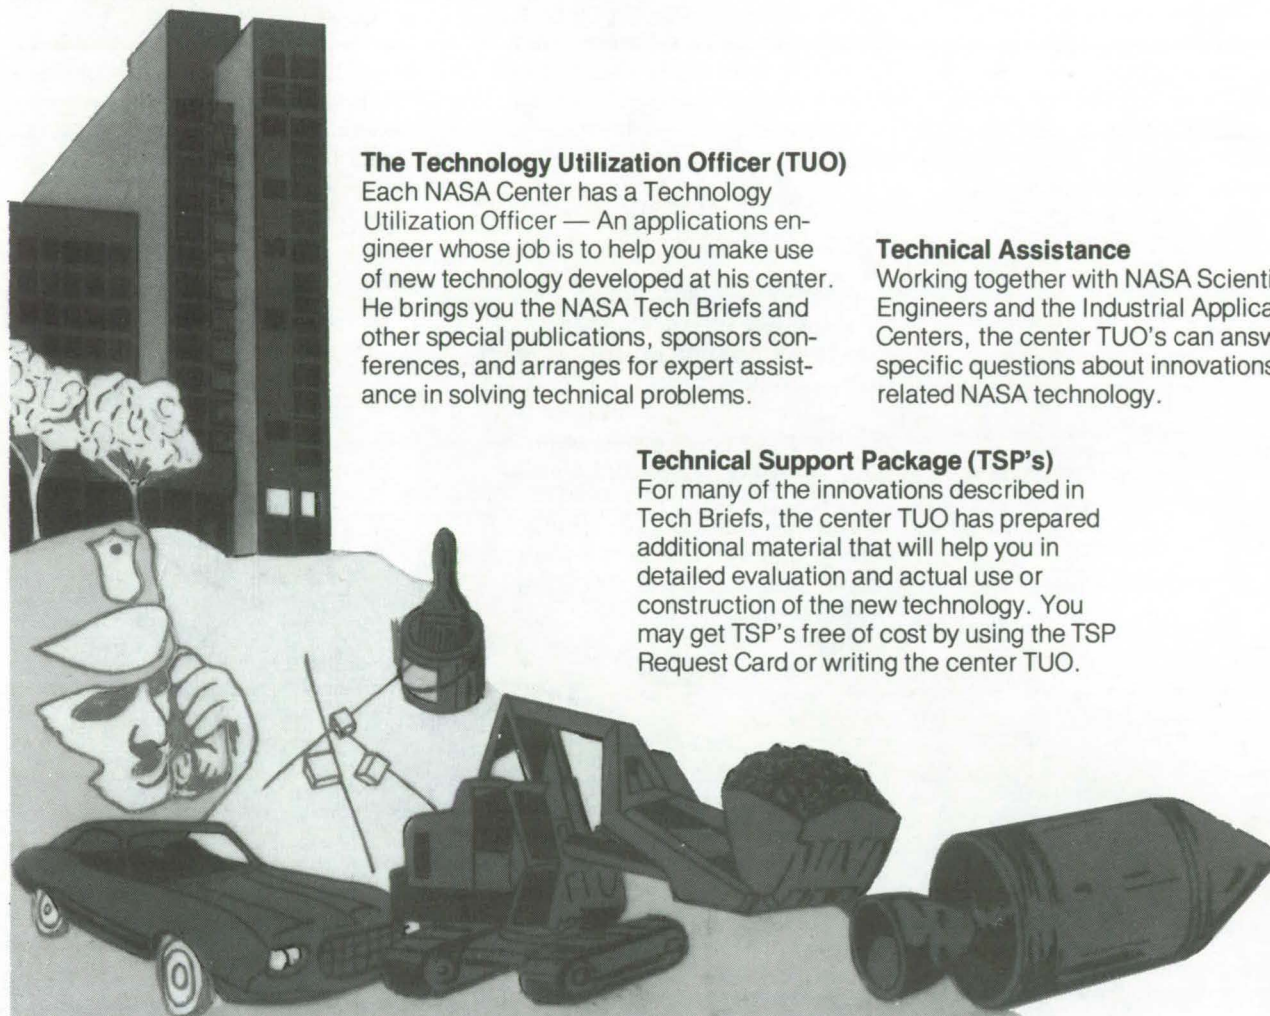 The Technology Utilization Officer (TUO)
Each NASA Center has a Technology
Utilization Officer — An applications en-
gineer whose job is to help you make use
of new technology developed at his center.
He brings you the NASA Tech Briefs and
other special publications, sponsors con-
ferences, and arranges for expert assist-
ance in solving technical problems.
Technical Assistance
Working together with NASA
Engineers and the Industrial
Centers, the center TUO's can
specific questions about innovations
related NASA technology.
Technical Support Package (TSP's)
For many of the innovations described in
Tech Briefs, the center TUO has prepared
additional material that will help you in
detailed evaluation and actual use or
construction of the new technology. You
may get TSP's free of cost by using the TSP
Request Card or writing the center TUO.